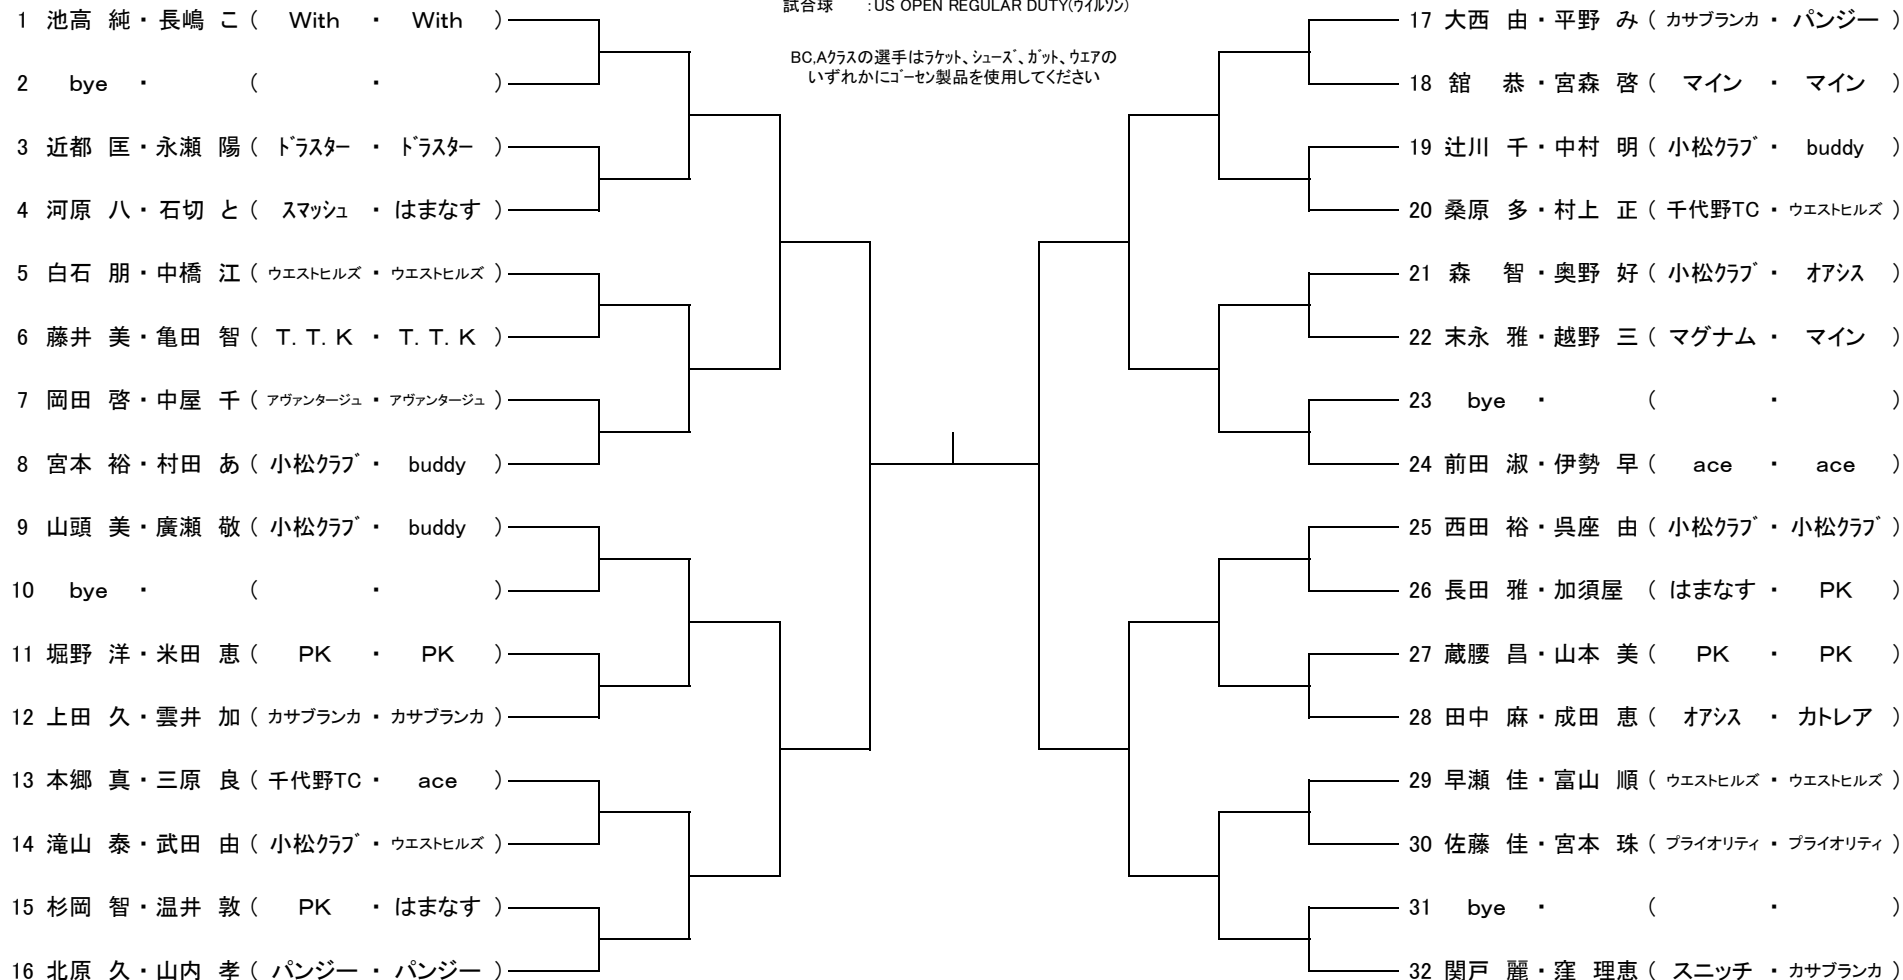 試合球　：US OPEN REGULAR DUTY(ウイルソン)
BC,Aクラスの選手はラケット、シューズ、ガット、ウエアの
いずれかにゴーセン製品を使用してください
1 池高 純・長嶋 こ ( With ・ With )
2 bye ・ ( ・ )
3 近都 匡・永瀬 陽 ( ドラスター ・ ドラスター )
4 河原 八・石切 と ( スマッシュ ・ はまなす )
5 白石 朋・中橋 江 ( ウエストヒルズ ・ ウエストヒルズ )
6 藤井 美・亀田 智 ( T.T.K ・ T.T.K )
7 岡田 啓・中屋 千 ( アヴァンタージュ ・ アヴァンタージュ )
8 宮本 裕・村田 あ ( 小松クラブ ・ buddy )
9 山頭 美・廣瀬 敬 ( 小松クラブ ・ buddy )
10 bye ・ ( ・ )
11 堀野 洋・米田 恵 ( PK ・ PK )
12 上田 久・雲井 加 ( カサブランカ ・ カサブランカ )
13 本郷 真・三原 良 ( 千代野TC ・ ace )
14 滝山 泰・武田 由 ( 小松クラブ ・ ウエストヒルズ )
15 杉岡 智・温井 敦 ( PK ・ はまなす )
16 北原 久・山内 孝 ( パンジー ・ パンジー )
17 大西 由・平野 み ( カサブランカ ・ パンジー )
18 舘 恭・宮森 啓 ( マイン ・ マイン )
19 辻川 千・中村 明 ( 小松クラブ ・ buddy )
20 桑原 多・村上 正 ( 千代野TC ・ ウエストヒルズ )
21 森 智・奥野 好 ( 小松クラブ ・ オアシス )
22 末永 雅・越野 三 ( マグナム ・ マイン )
23 bye ・ ( ・ )
24 前田 淑・伊勢 早 ( ace ・ ace )
25 西田 裕・呉座 由 ( 小松クラブ ・ 小松クラブ )
26 長田 雅・加須屋 ( はまなす ・ PK )
27 蔵腰 昌・山本 美 ( PK ・ PK )
28 田中 麻・成田 恵 ( オアシス ・ カトレア )
29 早瀬 佳・富山 順 ( ウエストヒルズ ・ ウエストヒルズ )
30 佐藤 佳・宮本 珠 ( プライオリティ ・ プライオリティ )
31 bye ・ ( ・ )
32 関戸 麗・窪 理恵 ( スニッチ ・ カサブランカ )